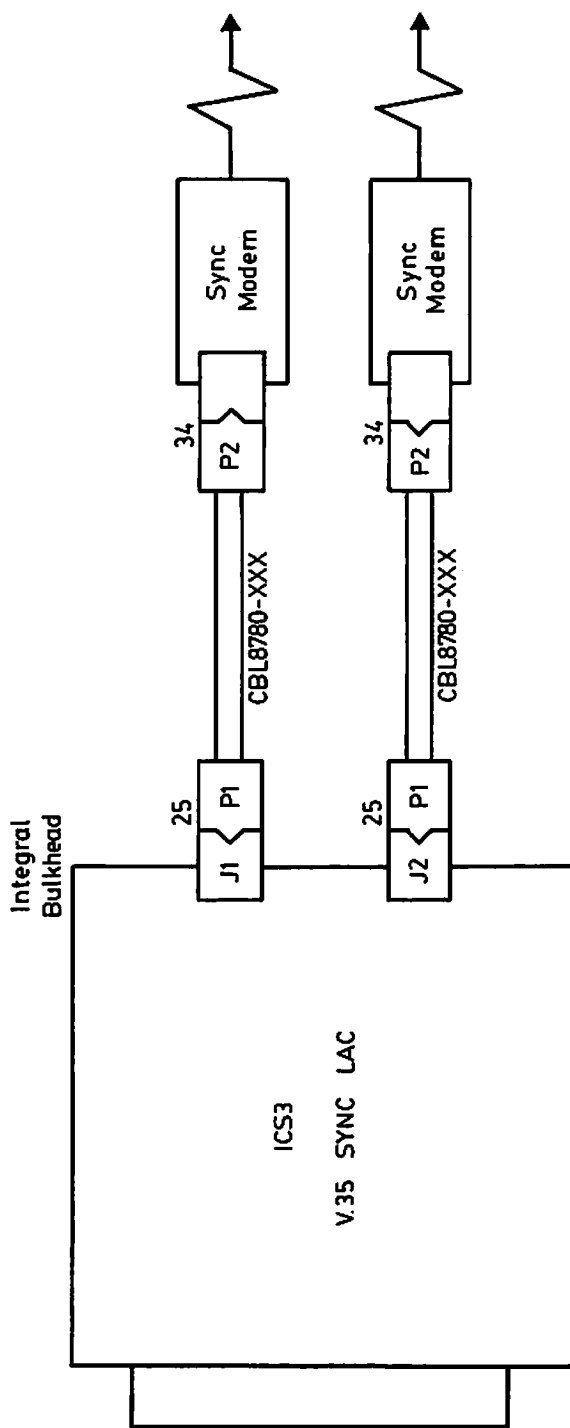 Integral
Bulkhead
ICS3
V.35 SYNC LAC
J1
25
P1
CBL8780-XXX
34
P2
Sync
Modem
J2
25
P1
CBL8780-XXX
34
P2
Sync
Modem